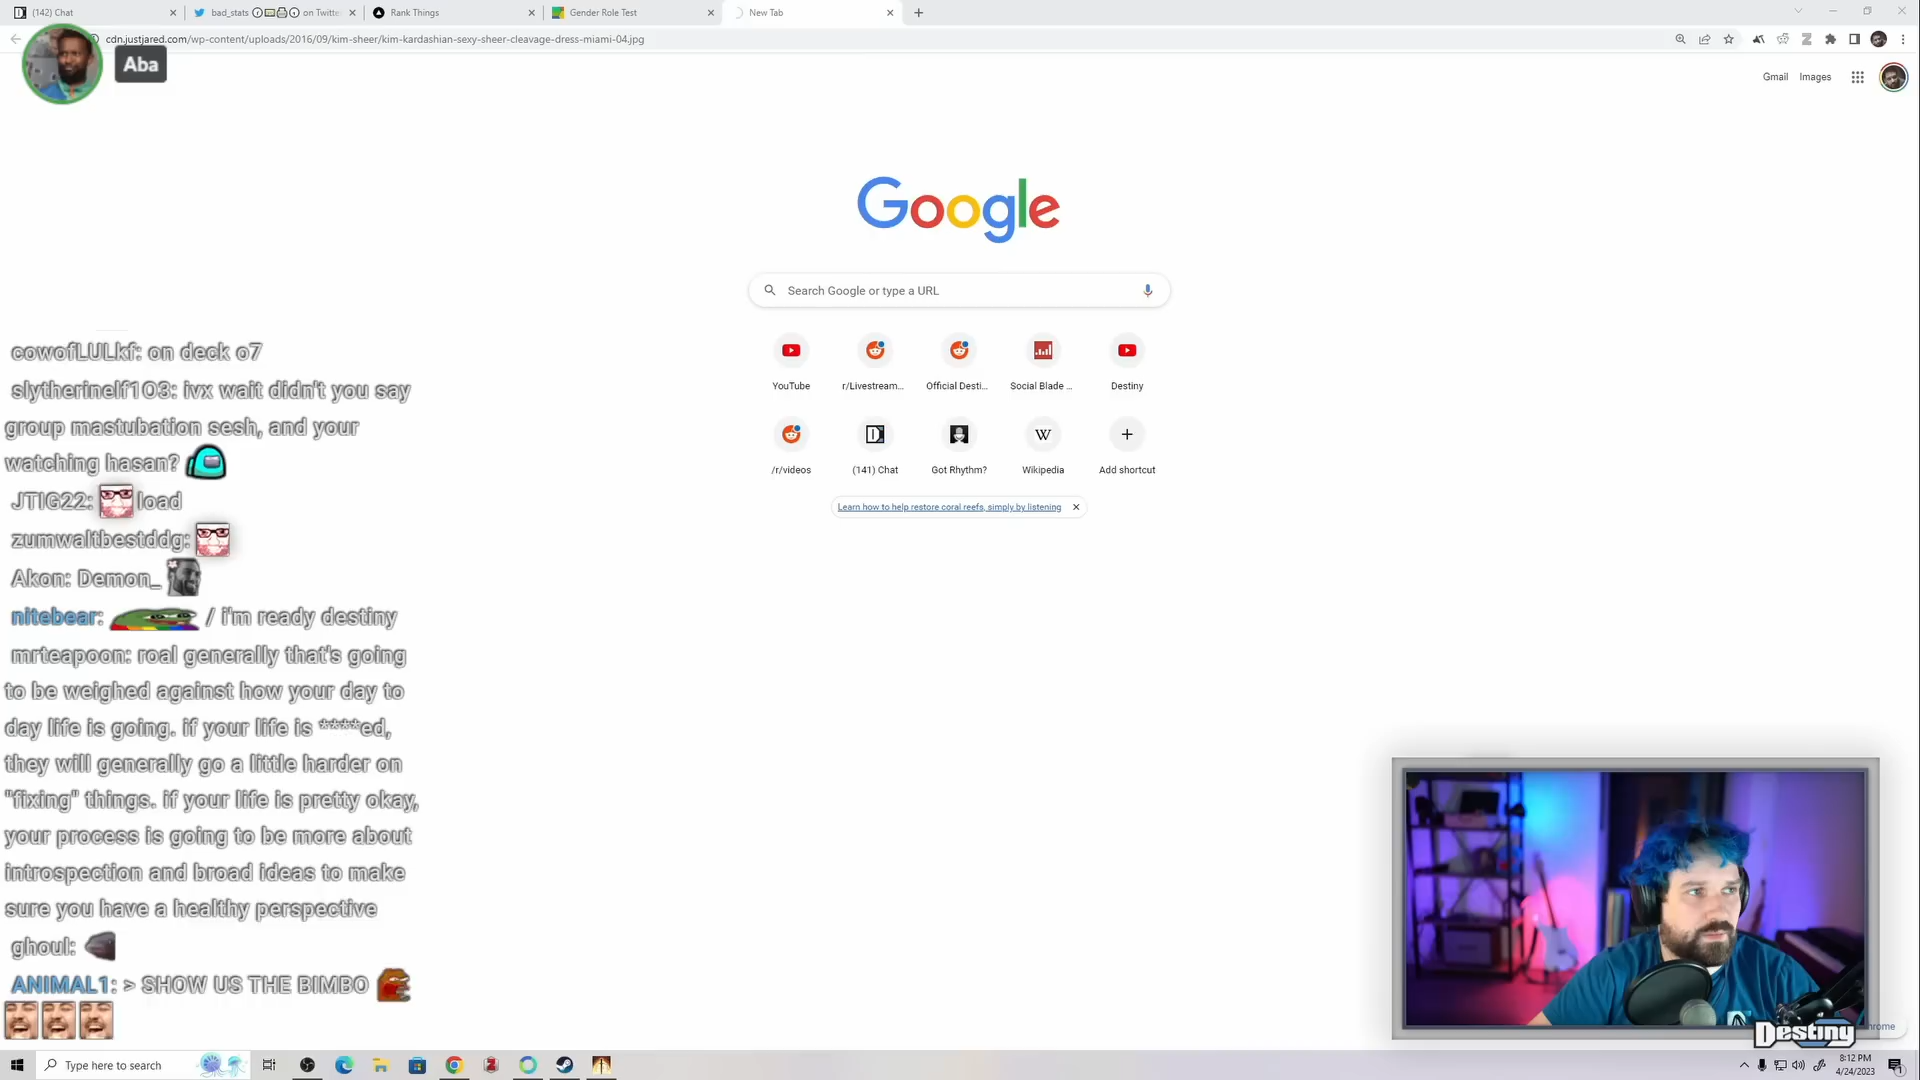 (142) Chat
bad_stats on Twitte
Rank Things
Gender Role Test
New Tab
cdn.justjared.com/wp-content/uploads/2016/09/kim-sheer/kim-kardashian-sexy-sheer-cleavage-dress-miami-04.jpg
Aba
Gmail Images
Google
Search Google or type a URL
YouTube
r/Livestream...
Official Desti...
Social Blade ...
Destiny
/r/videos
(141) Chat
Got Rhythm?
Wikipedia
Add shortcut
Learn how to help restore coral reefs, simply by listening
cowofLULkf: on deck o7
slytherinelf103: ivx wait didn't you say
group mastubation sesh, and your
watching hasan?
JTIG22: load
zumwaltbestddg:
Akon: Demon_
nitebear: / i'm ready destiny
mrteapoon: roal generally that's going
to be weighed against how your day to
day life is going. if your life is ****ed,
they will generally go a little harder on
"fixing" things. if your life is pretty okay,
your process is going to be more about
introspection and broad ideas to make
sure you have a healthy perspective
ghoul:
ANIMAL1: > SHOW US THE BIMBO
Destiny
hrome
Type here to search
8:12 PM
4/24/2023